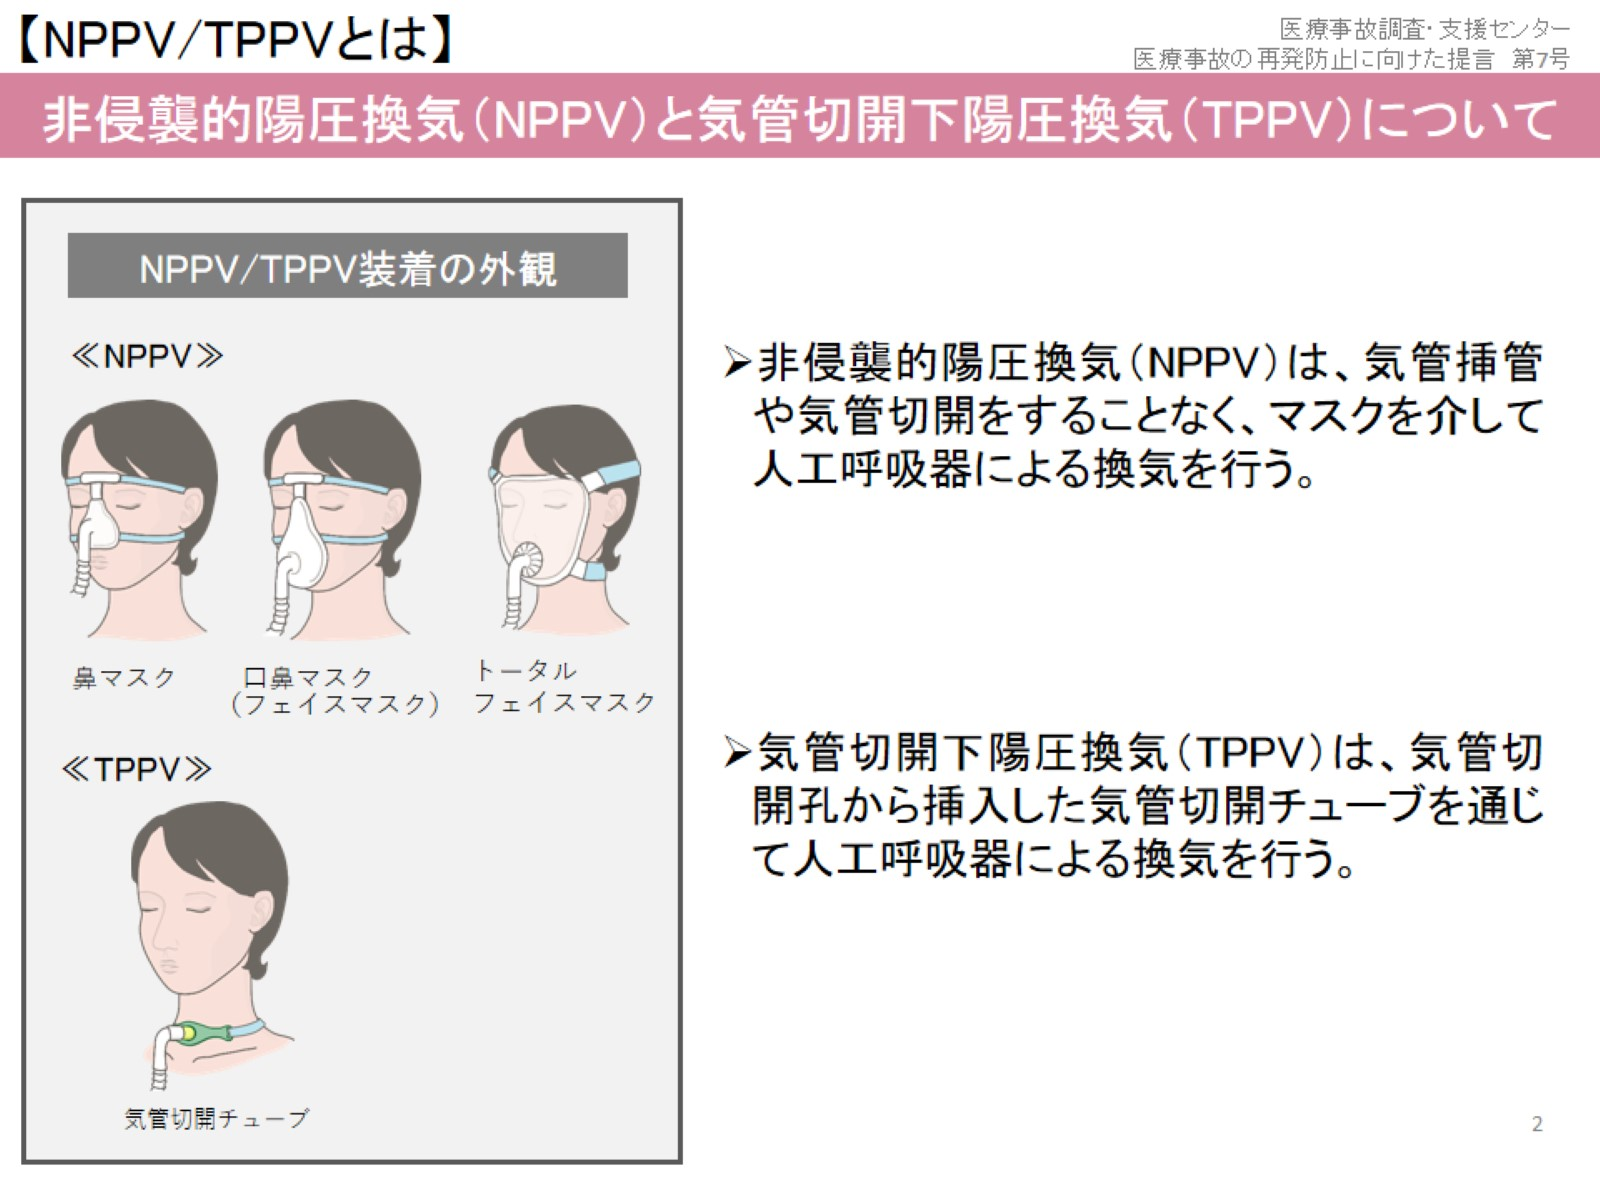 【NPPV/TPPVとは】
医療事故調査・支援センター
医療事故の再発防止に向けた提言　第7号
非侵襲的陽圧換気（NPPV）と気管切開下陽圧換気（TPPV）について
NPPV/TPPV装着の外観
≪NPPV≫
鼻マスク
口鼻マスク
（フェイスマスク）
トータル
フェイスマスク
≪TPPV≫
気管切開チューブ
➢非侵襲的陽圧換気（NPPV）は、気管挿管
や気管切開をすることなく、マスクを介して
人工呼吸器による換気を行う。
➢気管切開下陽圧換気（TPPV）は、気管切
開孔から挿入した気管切開チューブを通じ
て人工呼吸器による換気を行う。
2